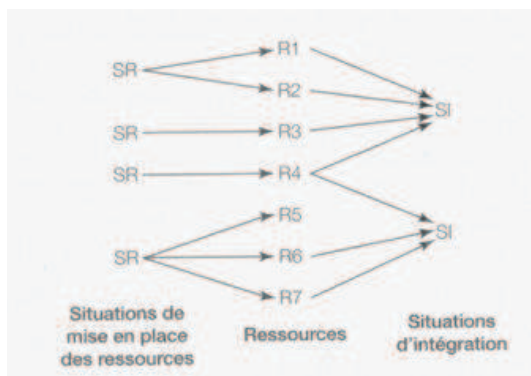 R1
SR
R2
SI
SR R3
SR R4
R5
SI
SR R6
R7
Situations de
mise en place
des ressources
Ressources
Situations
d'intégration